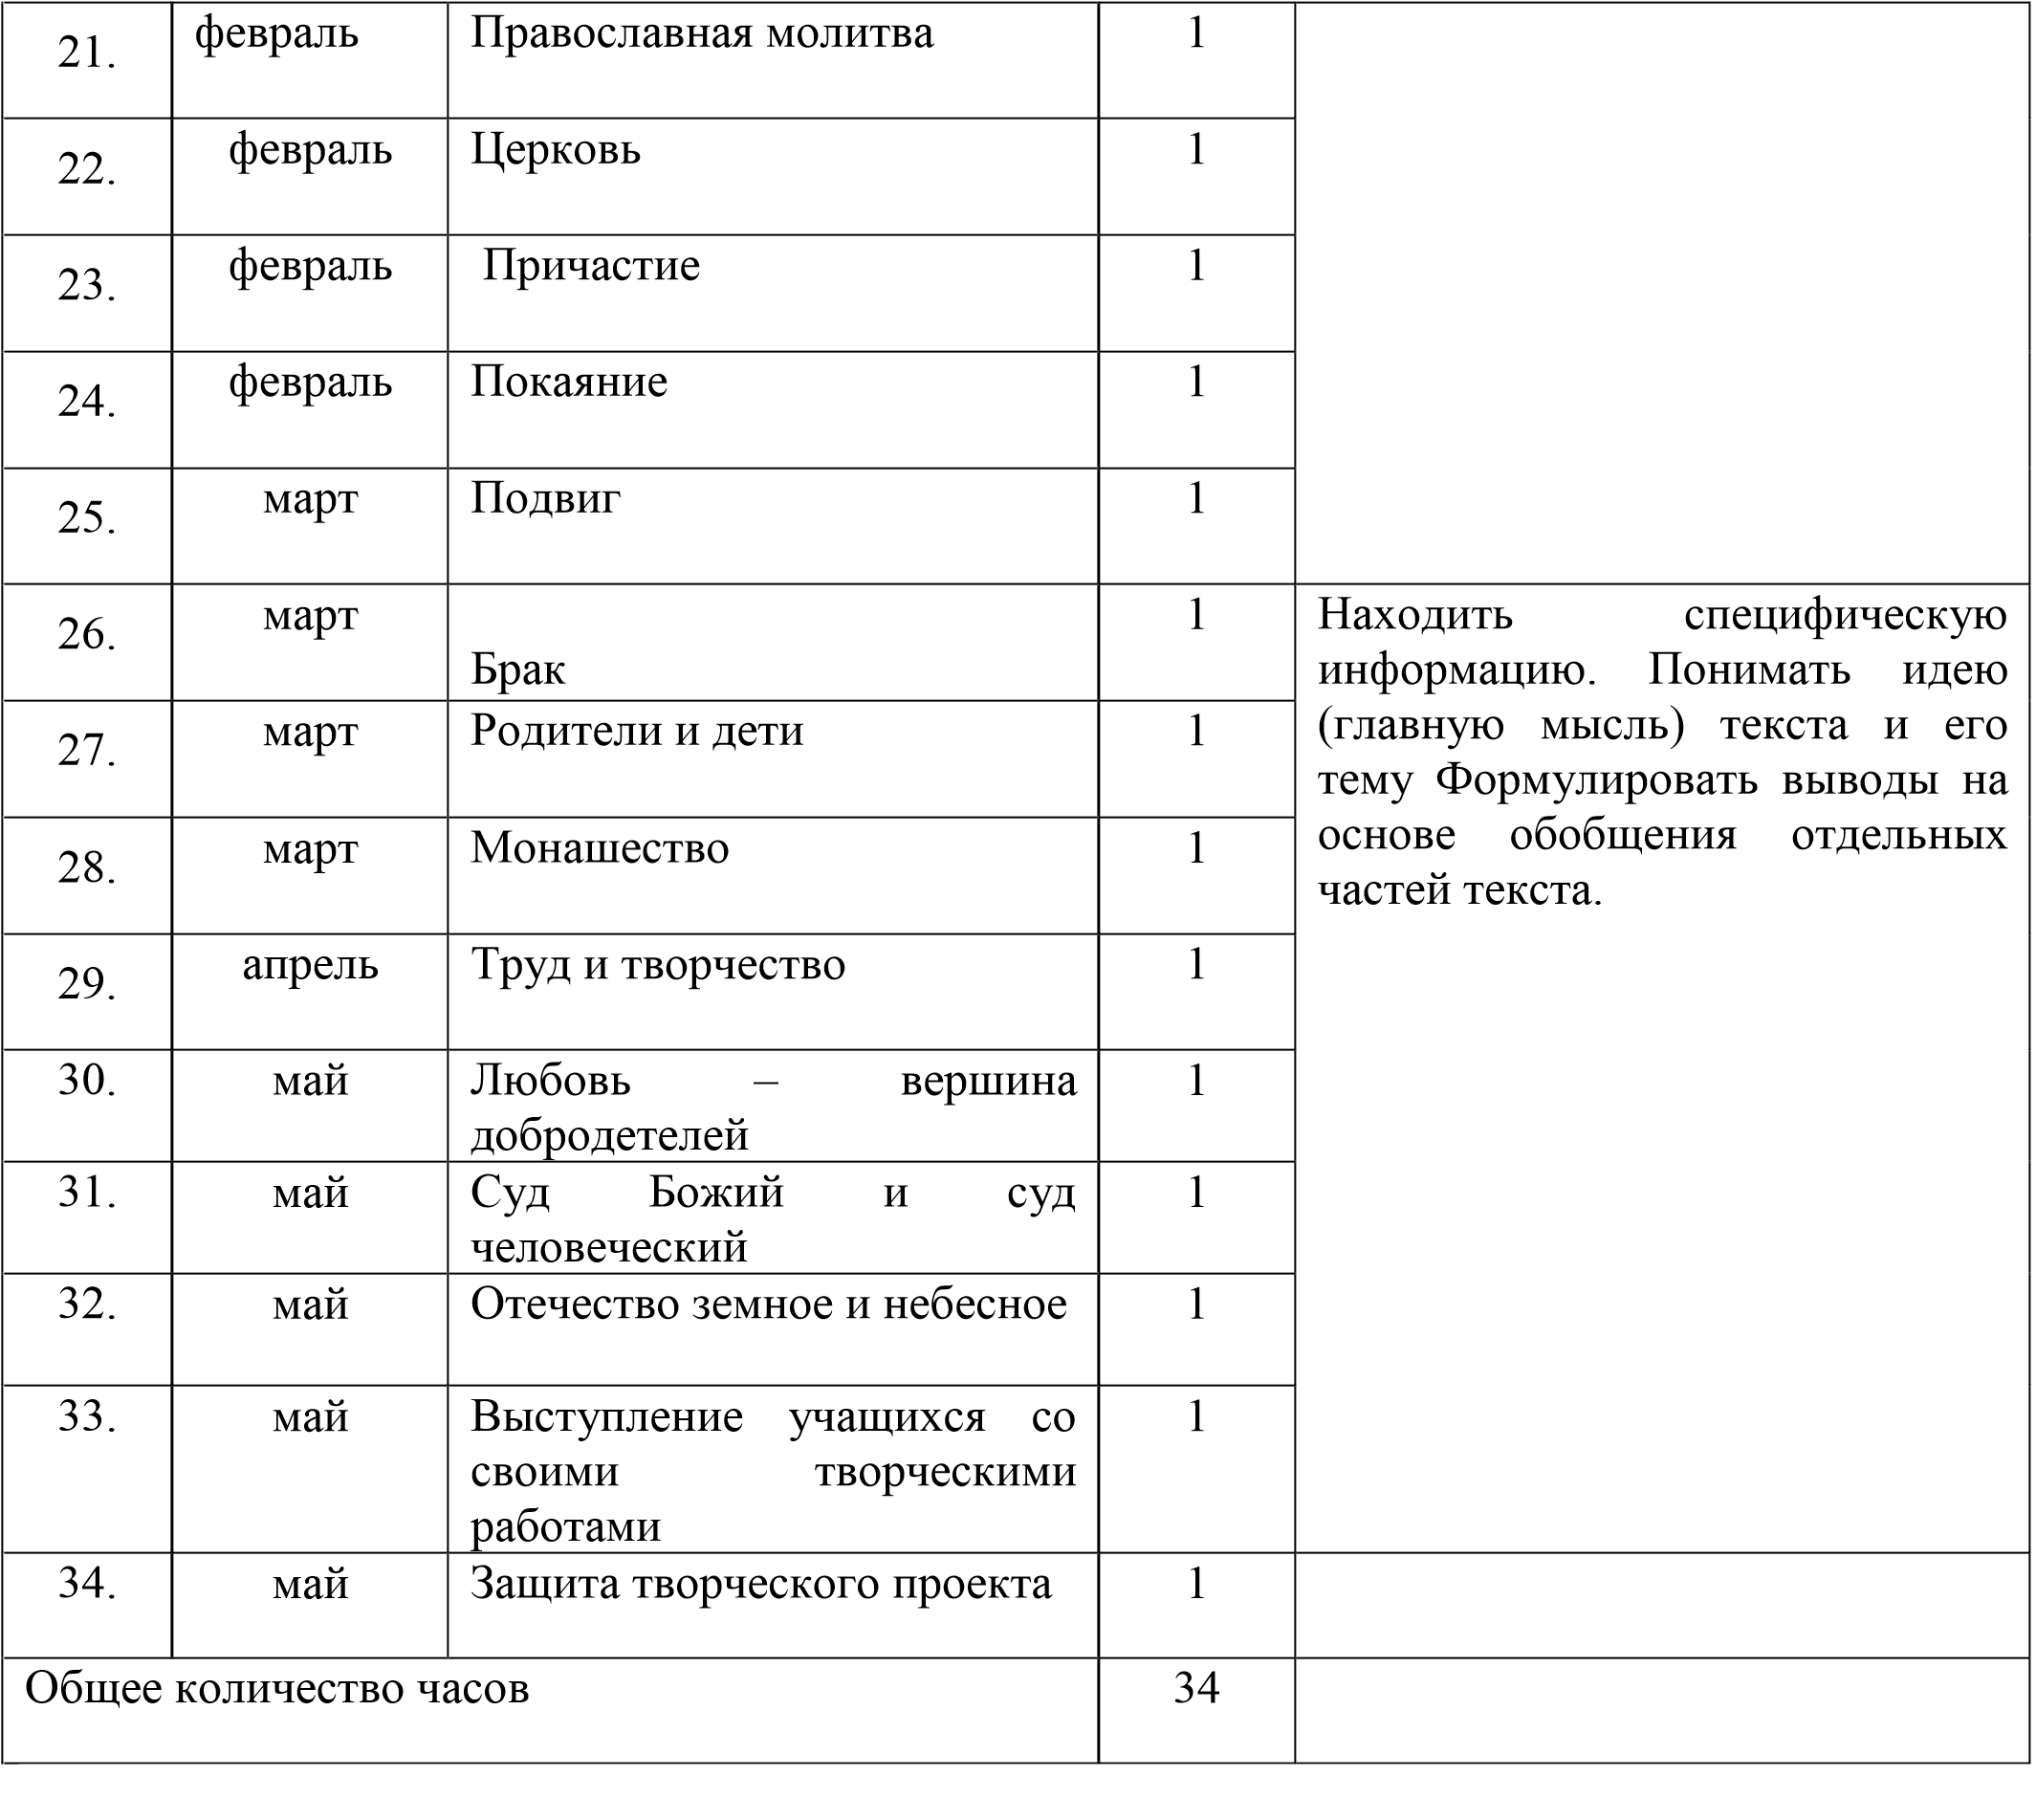 21. февраль Православная молитва 1
22. февраль Церковь 1
23. февраль Причастие 1
24. февраль Покаяние 1
25. март Подвиг 1
26. март Брак 1
Находить специфическую
информацию. Понимать идею
(главную мысль) текста и его
тему Формулировать выводы на
основе обобщения отдельных
частей текста.
27. март Родители и дети 1
28. март Монашество 1
29. апрель Труд и творчество 1
30. май Любовь – вершина
добродетелей
1
31. май Суд Божий и суд
человеческий
1
32. май Отечество земное и небесное 1
33. май Выступление учащихся со
своими творческими
работами
1
34. май Защита творческого проекта 1
Общее количество часов 34